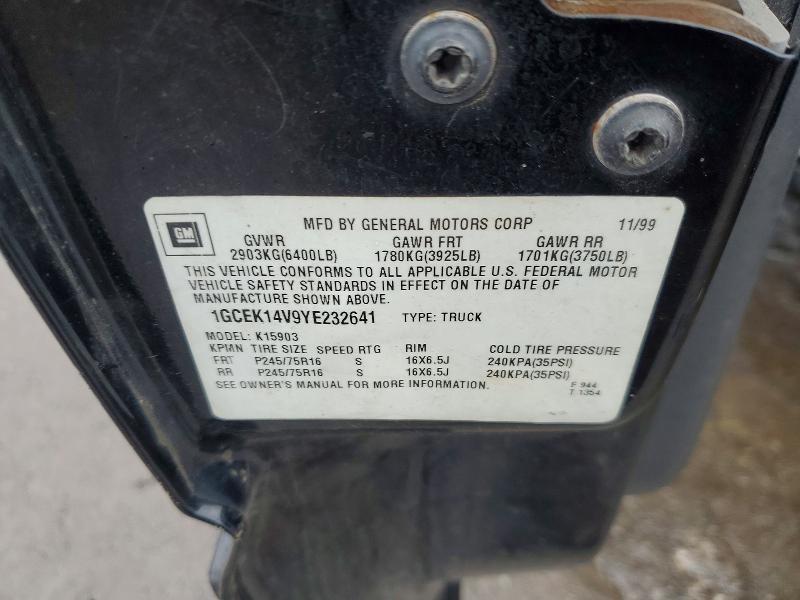 GM
MFD BY GENERAL MOTORS CORP 11/99
GVWR GAWR FRT GAWR RR
2903KG(6400LB) 1780KG(3925LB) 1701KG(3750LB)
THIS VEHICLE CONFORMS TO ALL APPLICABLE U.S. FEDERAL MOTOR
VEHICLE SAFETY STANDARDS IN EFFECT ON THE DATE OF
MANUFACTURE SHOWN ABOVE.
1GCEK14V9YE232641 TYPE: TRUCK
MODEL: K15903
KPMN TIRE SIZE SPEED RTG RIM COLD TIRE PRESSURE
FRT P245/75R16 S 16X6.5J 240KPA(35PSI)
RR P245/75R16 S 16X6.5J 240KPA(35PSI)
SEE OWNER'S MANUAL FOR MORE INFORMATION.
F 944
T 1354